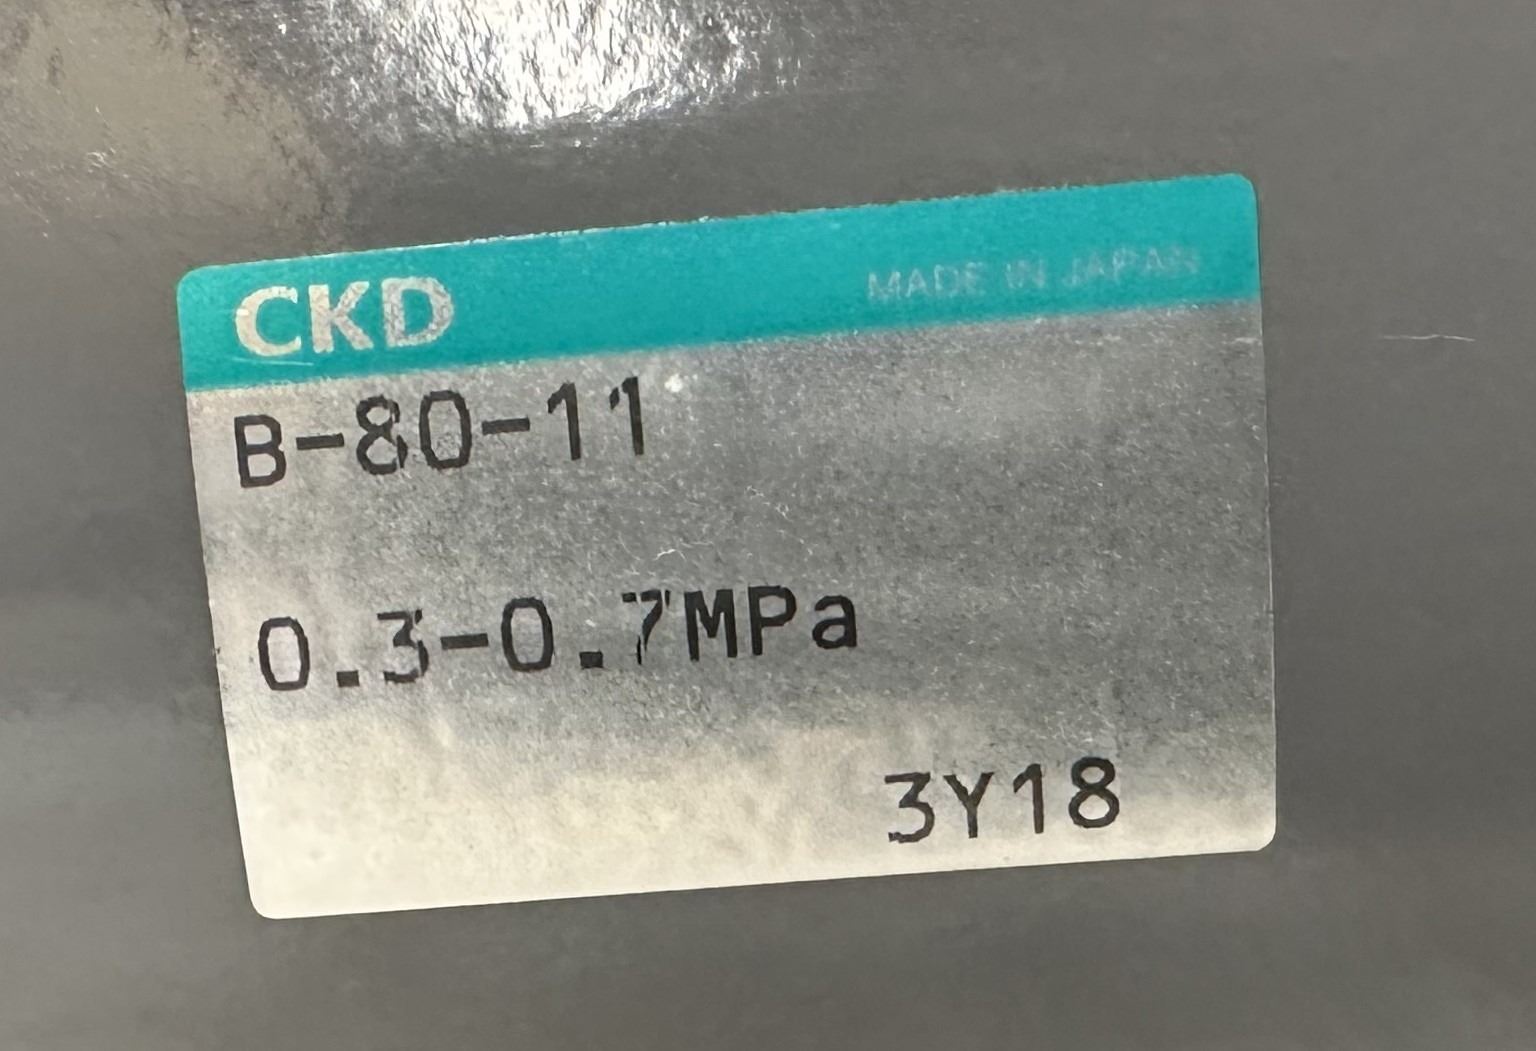 CKD MADE IN JAPAN
B-80-11
0.3-0.7MPa
3Y18